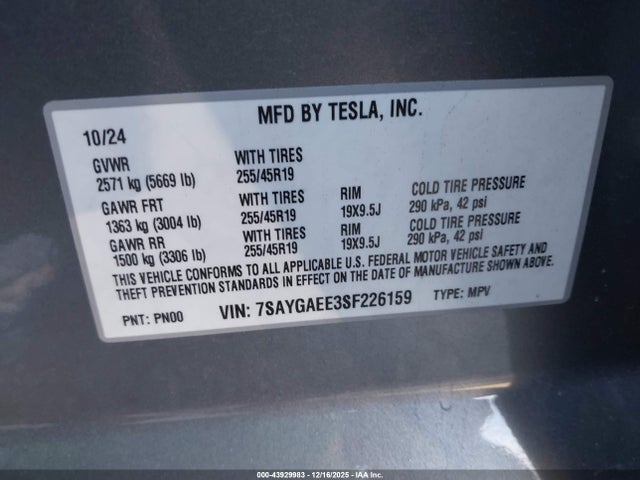 MFD BY TESLA, INC.
10/24
GVWR WITH TIRES
2571 kg (5669 lb) 255/45R19
GAWR FRT WITH TIRES RIM COLD TIRE PRESSURE
1363 kg (3004 lb) 255/45R19 19X9.5J 290 kPa, 42 psi
GAWR RR WITH TIRES RIM COLD TIRE PRESSURE
1500 kg (3306 lb) 255/45R19 19X9.5J 290 kPa, 42 psi
THIS VEHICLE CONFORMS TO ALL APPLICABLE U.S. FEDERAL MOTOR VEHICLE SAFETY AND
THEFT PREVENTION STANDARDS IN EFFECT ON THE DATE OF MANUFACTURE SHOWN ABOVE.
PNT: PN00 VIN: 7SAYGAEE3SF226159 TYPE: MPV
000-43929983 - 12/16/2025 - IAAI.COM